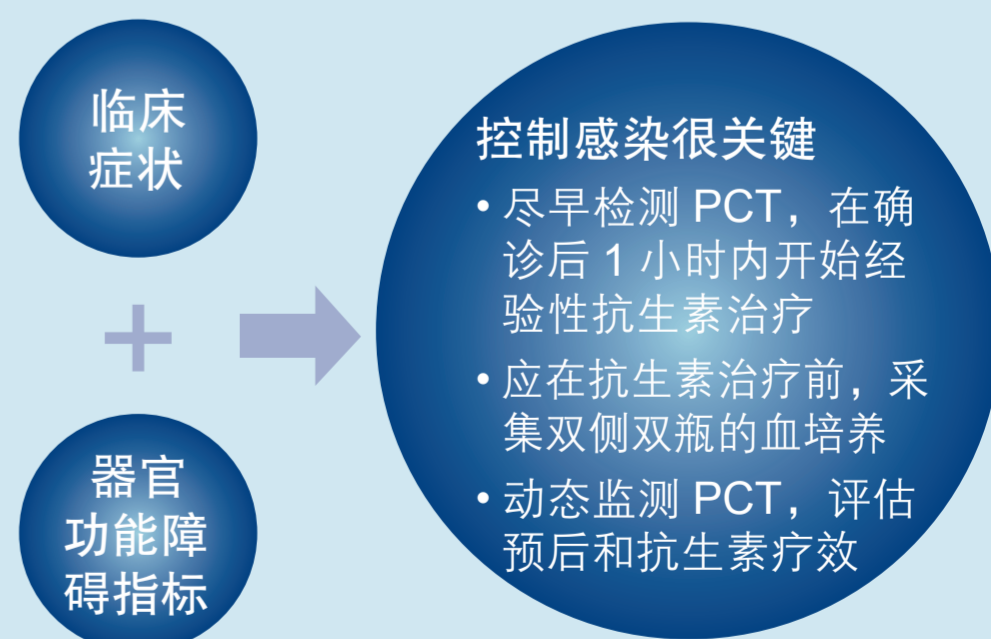 临床
症状
+
器官
功能障
碍指标
控制感染很关键
• 尽早检测 PCT，在确
诊后 1 小时内开始经
验性抗生素治疗
• 应在抗生素治疗前，采
集双侧双瓶的血培养
• 动态监测 PCT，评估
预后和抗生素疗效